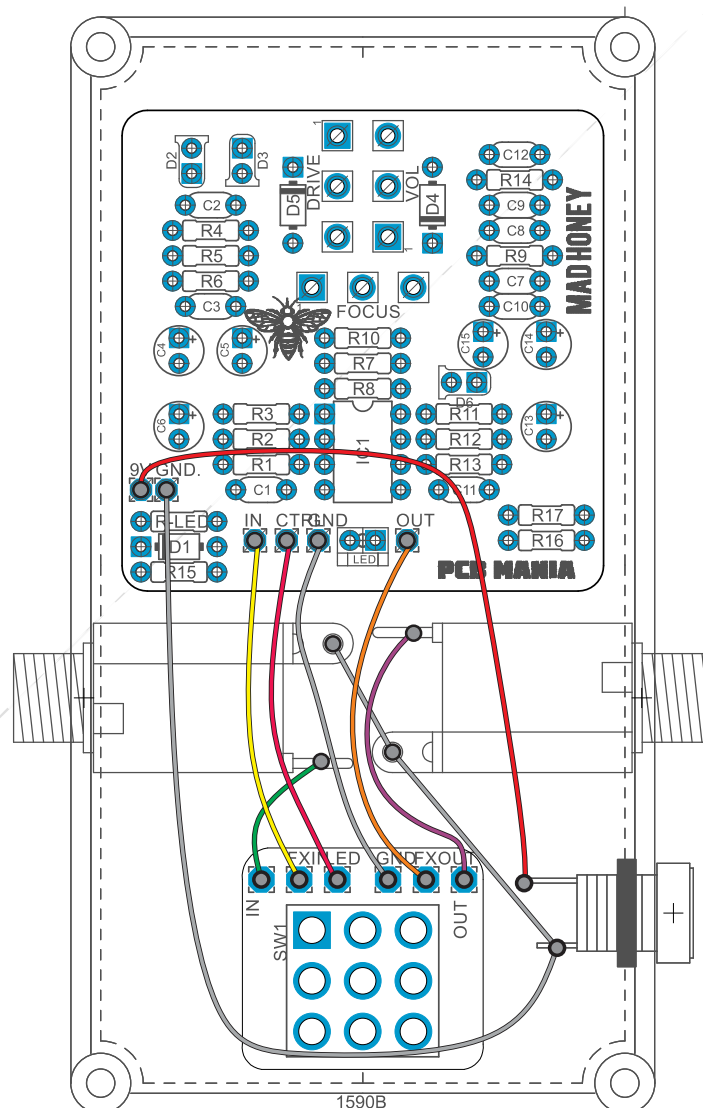 D2
D3
1
C12
R14
DRIVE
D5
VOL
D4
C2
C9
R4
C8
R5
1
R9
MAD HONEY
R6
C7
C3
1
C10
FOCUS
R10
C4
C5
C15
C14
R7
R8
D6
C6
R3
R11
C13
R2
IC1
R12
R1
R13
9V GND.
C1
C11
R-LED
IN
CTRL
GND
OUT
R17
D1
LED
R16
R15
PCB MANIA
FXIN
LED
GND
FXOUT
IN
OUT
SW1
1590B